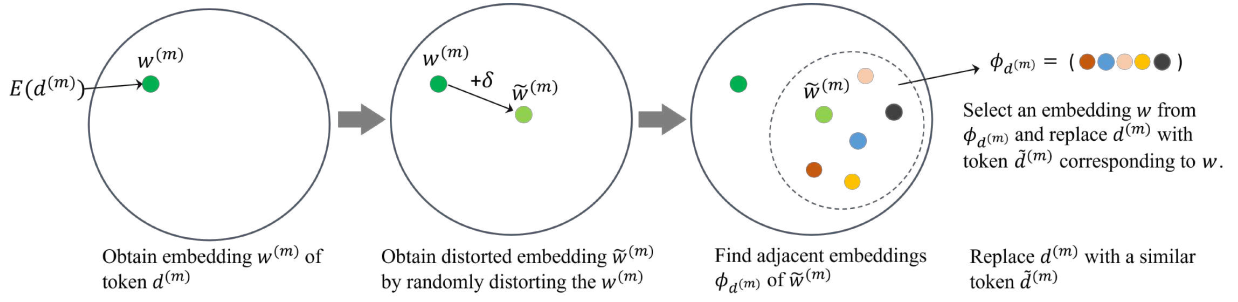 E(d^(m))
w^(m)
w^(m)
+δ
w̃^(m)
w̃^(m)
ϕ_{d^(m)} = ( )
Select an embedding w from
ϕ_{d^(m)} and replace d^(m) with
token d̃^(m) corresponding to w.
Obtain embedding w^(m) of
token d^(m)
Obtain distorted embedding w̃^(m)
by randomly distorting the w^(m)
Find adjacent embeddings
ϕ_{d^(m)} of w̃^(m)
Replace d^(m) with a similar
token d̃^(m)